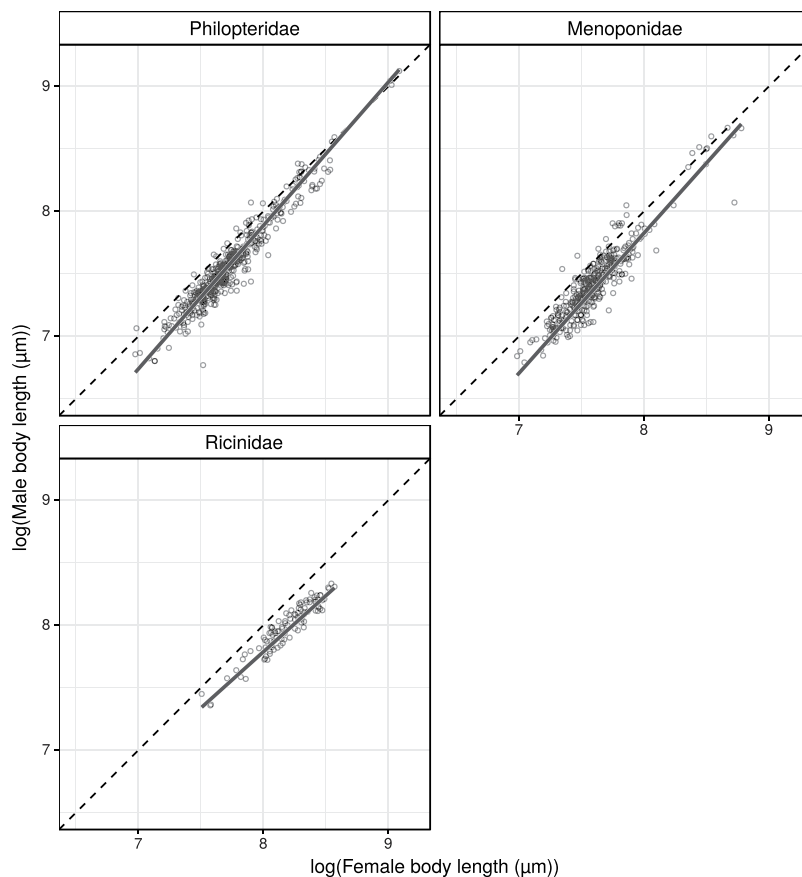 Philopteridae
Menoponidae
9
8
7
7
8
9
Ricinidae
9
8
7
7
8
9
log(Male body length (µm))
log(Female body length (µm))